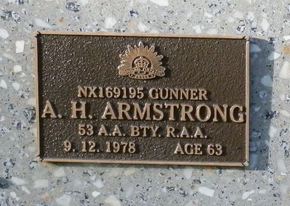 NX169195 GUNNER
A. H. ARMSTRONG
53 A.A. BTY. R.A.A.
9. 12. 1978 AGE 63